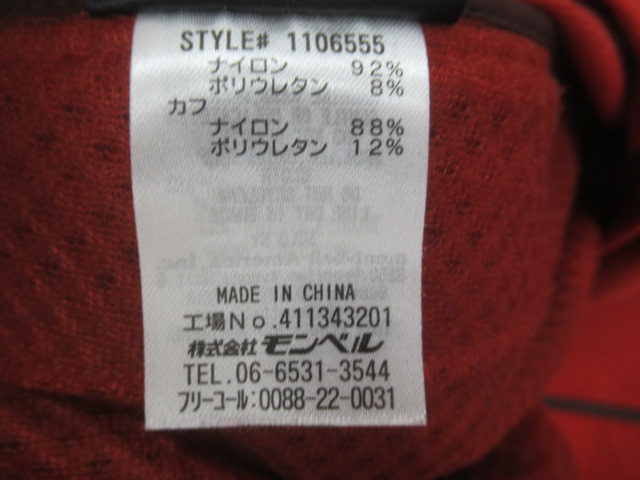 STYLE# 1106555
ナイロン 92%
ポリウレタン 8%
カフ
ナイロン 88%
ポリウレタン 12%
MADE IN CHINA
工場No.411343201
株式会社 モンベル
TEL.06-6531-3544
フリーコール:0088-22-0031